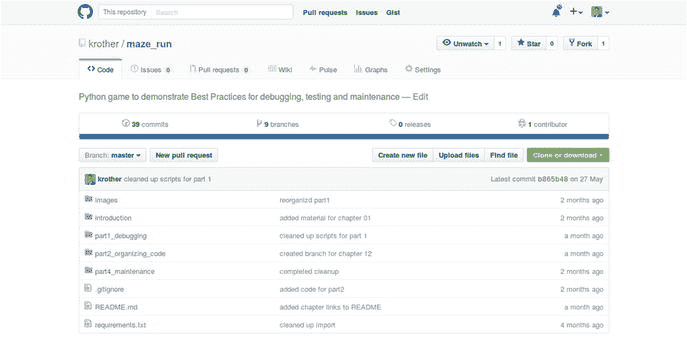 This repository Search Pull requests Issues Gist
krother / maze_run Unwatch 1 Star 0 Fork 1
Code Issues 0 Pull requests 0 Wiki Pulse Graphs Settings
Python game to demonstrate Best Practices for debugging, testing and maintenance — Edit
39 commits 9 branches 0 releases 1 contributor
Branch: master New pull request Create new file Upload files Find file Clone or download
krother cleaned up scripts for part 1 Latest commit b865b48 on 27 May
images reorganizd part1 2 months ago
introduction added material for chapter 01 2 months ago
part1_debugging cleaned up scripts for part 1 a month ago
part2_organizing_code created branch for chapter 12 a month ago
part4_maintenance completed cleanup 2 months ago
.gitignore added code for part2 2 months ago
README.md added chapter links to README a month ago
requirements.txt cleaned up import 4 months ago